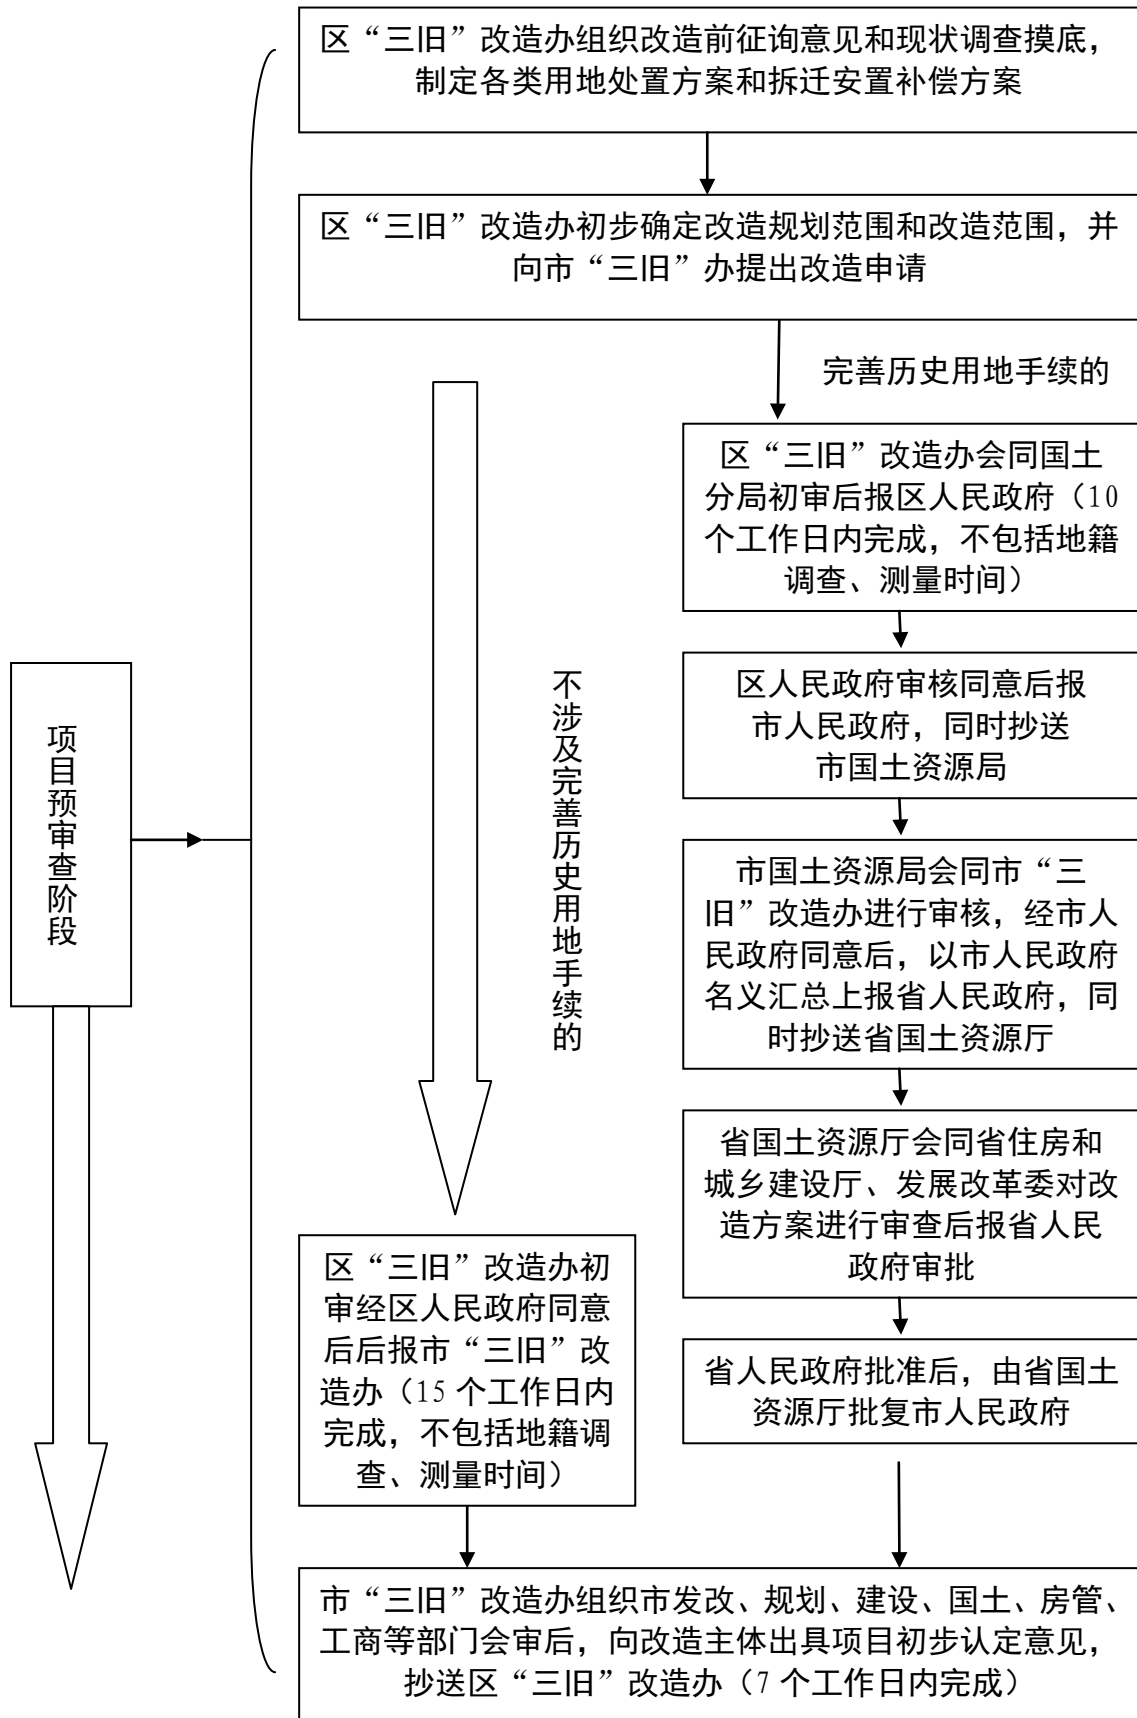 区“三旧”改造办组织改造前征询意见和现状调查摸底，
制定各类用地处置方案和拆迁安置补偿方案
区“三旧”改造办初步确定改造规划范围和改造范围，并
向市“三旧”办提出改造申请
完善历史用地手续的
区“三旧”改造办会同国土
分局初审后报区人民政府（10
个工作日内完成，不包括地籍
调查、测量时间）
区人民政府审核同意后报
市人民政府，同时抄送
市国土资源局
市国土资源局会同市“三
旧”改造办进行审核，经市人
民政府同意后，以市人民政府
名义汇总上报省人民政府，同
时抄送省国土资源厅
省国土资源厅会同省住房和
城乡建设厅、发展改革委对改
造方案进行审查后报省人民
政府审批
省人民政府批准后，由省国土
资源厅批复市人民政府
不涉及完善历史用地手续的
区“三旧”改造办初
审经区人民政府同意
后后报市“三旧”改
造办（15 个工作日内
完成，不包括地籍调
查、测量时间）
项目预审查阶段
市“三旧”改造办组织市发改、规划、建设、国土、房管、
工商等部门会审后，向改造主体出具项目初步认定意见，
抄送区“三旧”改造办（7 个工作日内完成）